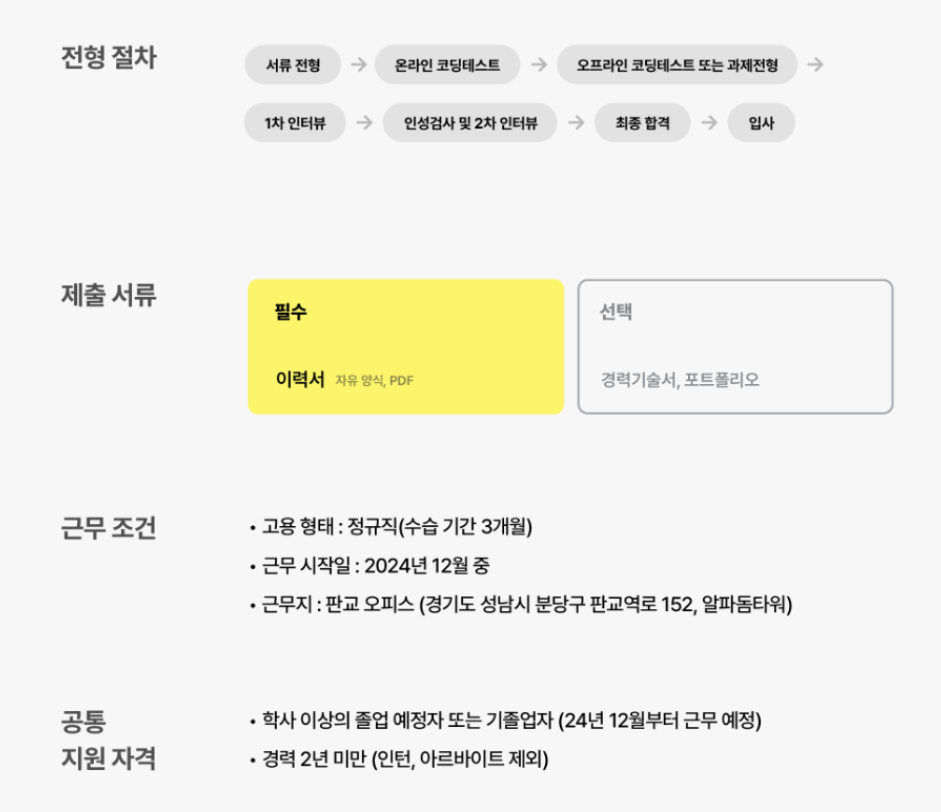 전형 절차
서류 전형 → 온라인 코딩테스트 → 오프라인 코딩테스트 또는 과제전형 →
1차 인터뷰 → 인성검사 및 2차 인터뷰 → 최종 합격 → 입사
제출 서류
필수
이력서 자유 양식, PDF
선택
경력기술서, 포트폴리오
근무 조건
• 고용 형태 : 정규직(수습 기간 3개월)
• 근무 시작일 : 2024년 12월 중
• 근무지 : 판교 오피스 (경기도 성남시 분당구 판교역로 152, 알파돔타워)
공통
지원 자격
• 학사 이상의 졸업 예정자 또는 기졸업자 (24년 12월부터 근무 예정)
• 경력 2년 미만 (인턴, 아르바이트 제외)